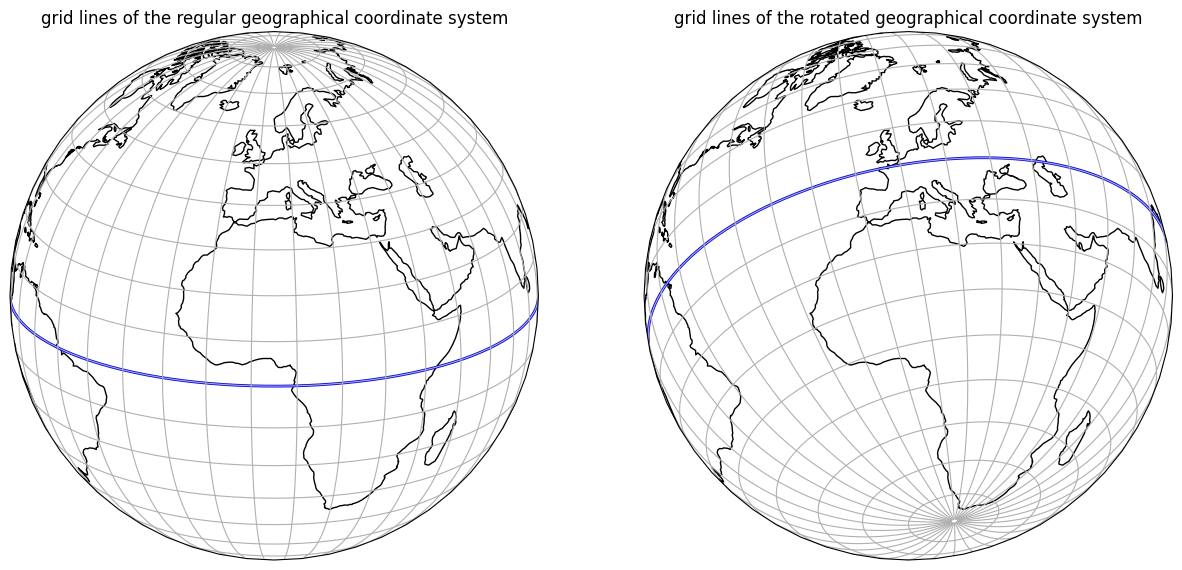 grid lines of the regular geographical coordinate system
grid lines of the rotated geographical coordinate system